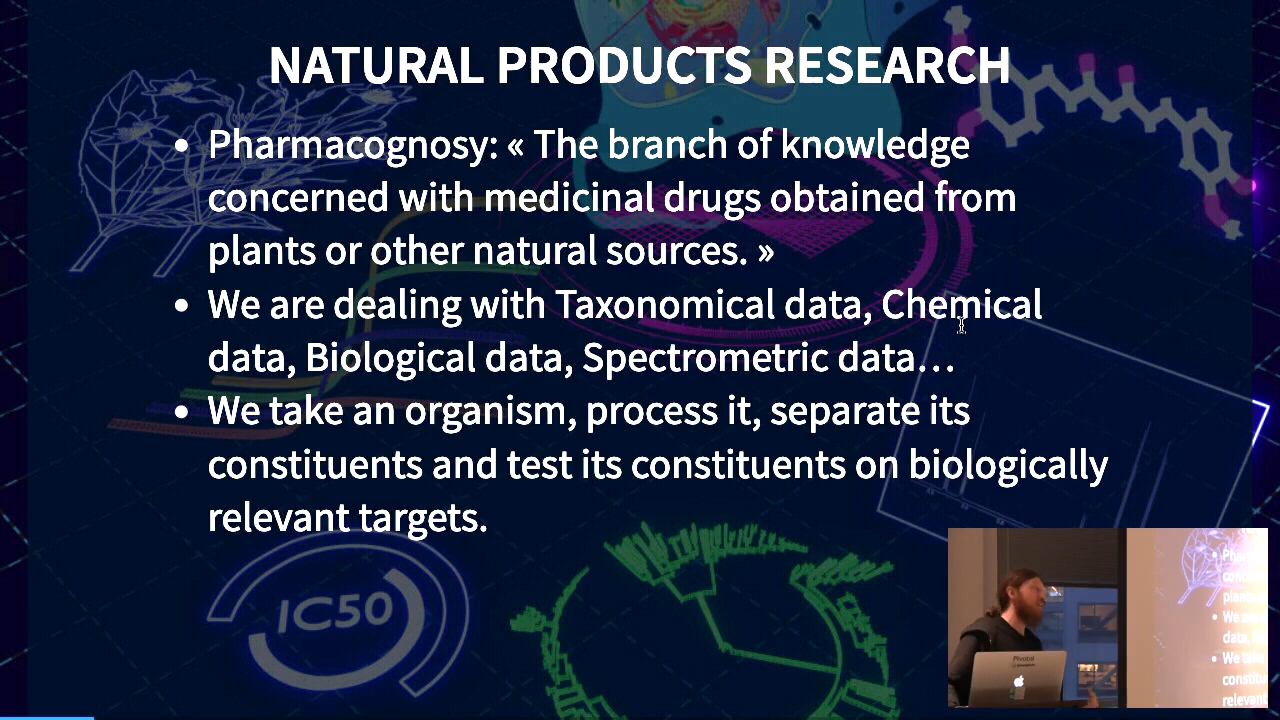 NATURAL PRODUCTS RESEARCH
• Pharmacognosy: « The branch of knowledge
concerned with medicinal drugs obtained from
plants or other natural sources. »
• We are dealing with Taxonomical data, Chemical
data, Biological data, Spectrometric data…
• We take an organism, process it, separate its
constituents and test its constituents on biologically
relevant targets.
IC50
Pivotal